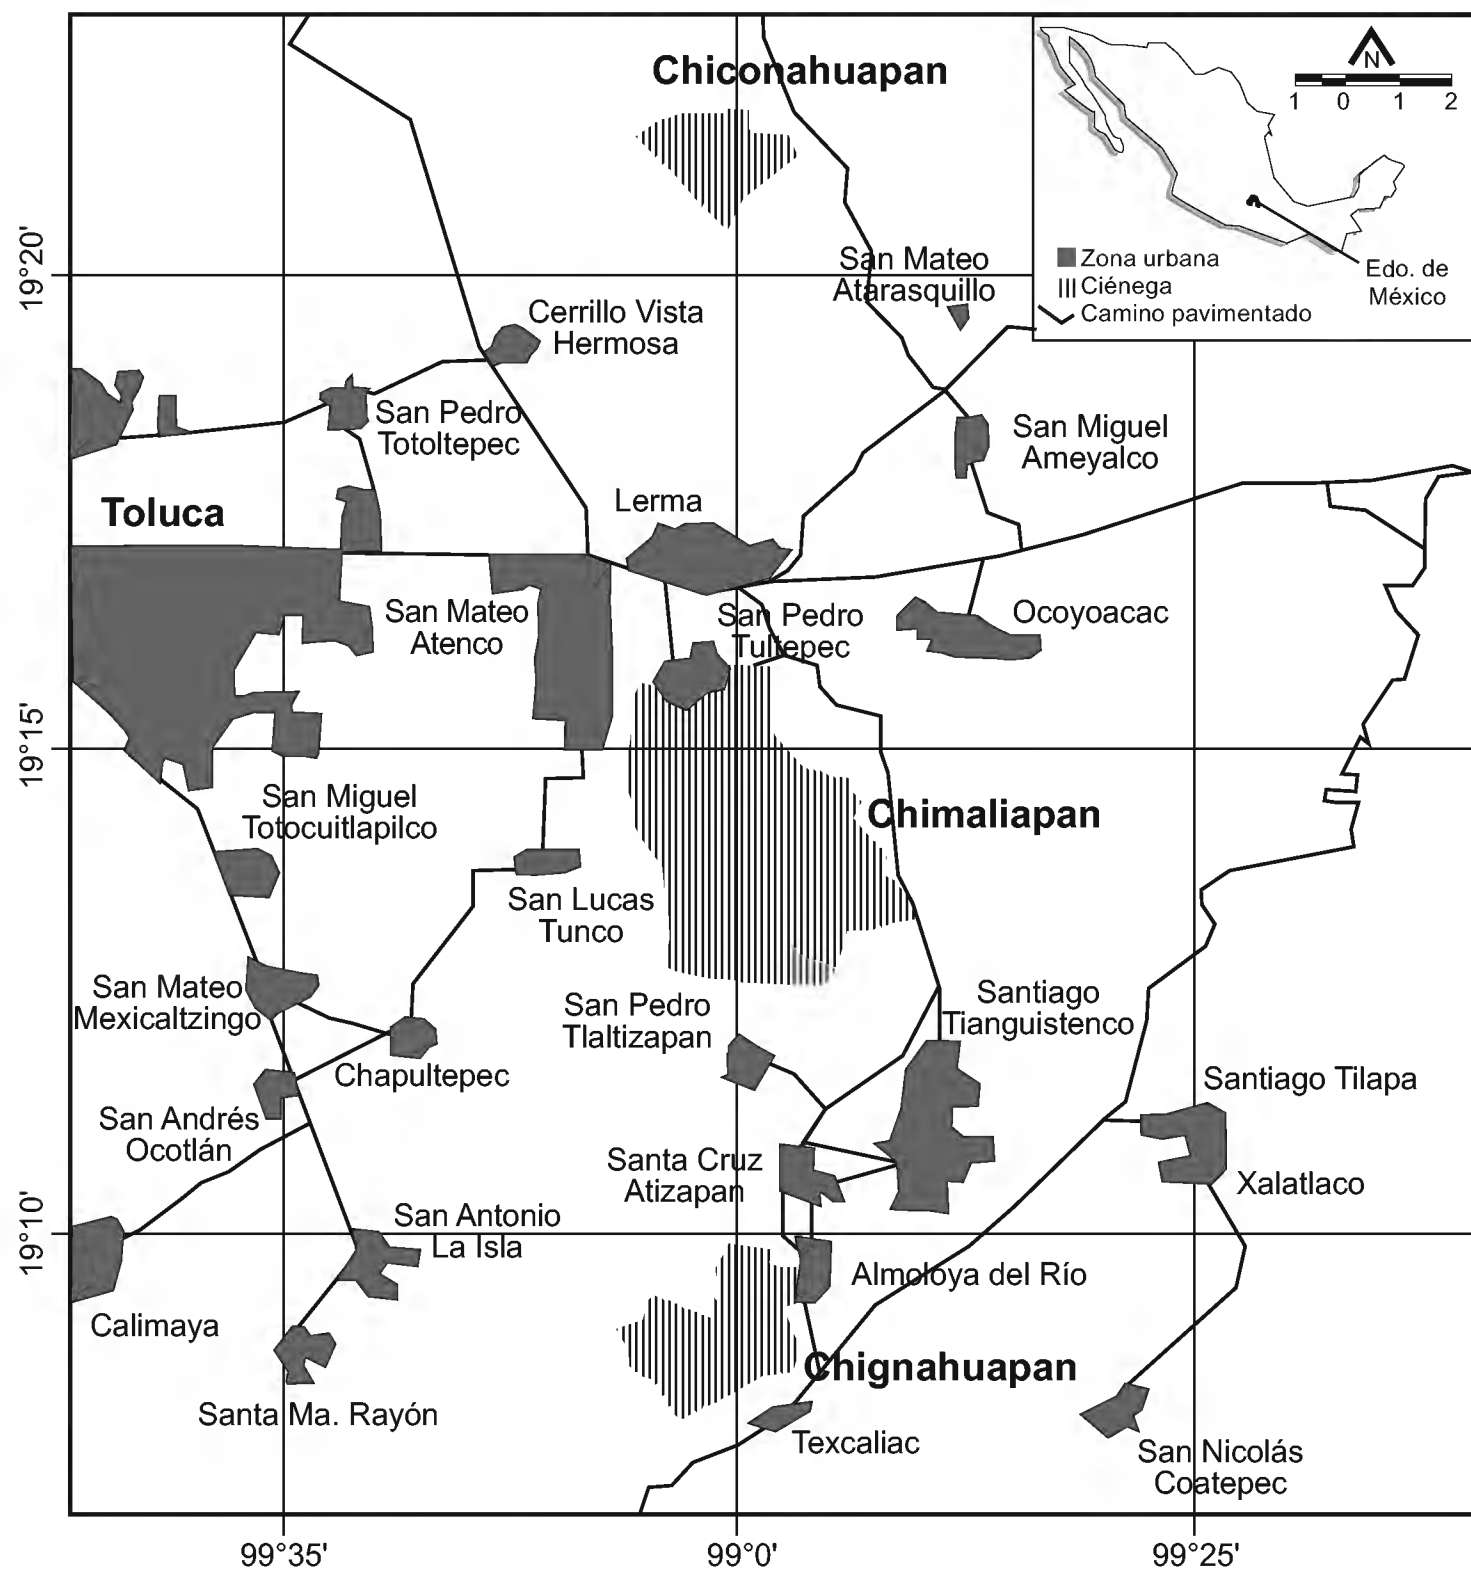 Chiconahuapan
N
1 0 1 2
San Mateo
Atarasquillo
Zona urbana
Ciénega
Camino pavimentado
Edo. de
México
19°20'
Cerrillo Vista
Hermosa
San Pedro
Totoltepec
San Miguel
Ameyalco
Toluca
Lerma
San Mateo
Atenco
San Pedro
Tultepec
Ocoyoacac
19°15'
San Miguel
Totocuitlapilco
Chimaliapan
San Lucas
Tunco
San Mateo
Mexicaltzingo
San Pedro
Tlaltizapan
Santiago
Tianguistenco
Chapultepec
Santiago Tilapa
San Andrés
Ocotlán
Santa Cruz
Atizapan
Xalatlaco
19°10'
San Antonio
La Isla
Almoloya del Río
Calimaya
Chignahuapan
Santa Ma. Rayón
Texcaliac
San Nicolás
Coatepec
99°35' 99°0' 99°25'